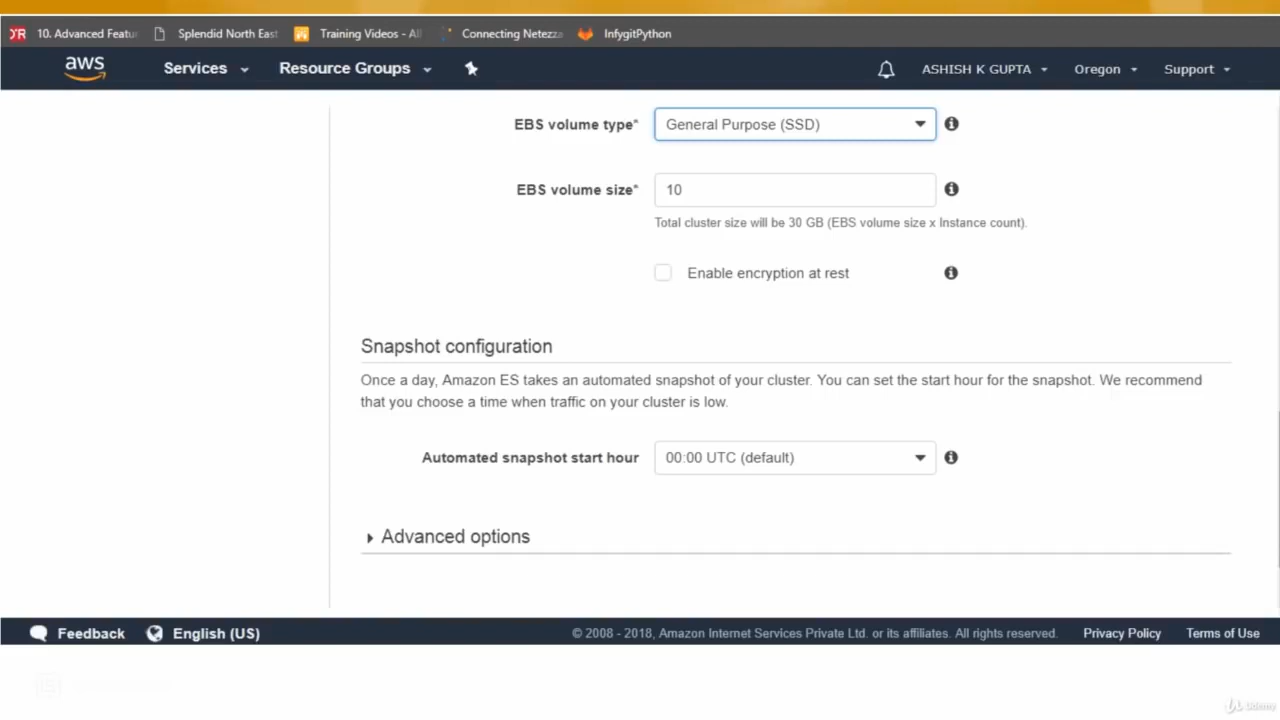 10. Advanced Featu Splendid North East Training Videos - All Connecting Netezza InfygitPython
aws Services Resource Groups ASHISH K GUPTA Oregon Support
EBS volume type* General Purpose (SSD)
EBS volume size* 10
Total cluster size will be 30 GB (EBS volume size x Instance count).
Enable encryption at rest
Snapshot configuration
Once a day, Amazon ES takes an automated snapshot of your cluster. You can set the start hour for the snapshot. We recommend
that you choose a time when traffic on your cluster is low.
Automated snapshot start hour 00:00 UTC (default)
Advanced options
Feedback English (US) © 2008 - 2018, Amazon Internet Services Private Ltd. or its affiliates. All rights reserved. Privacy Policy Terms of Use
Udemy